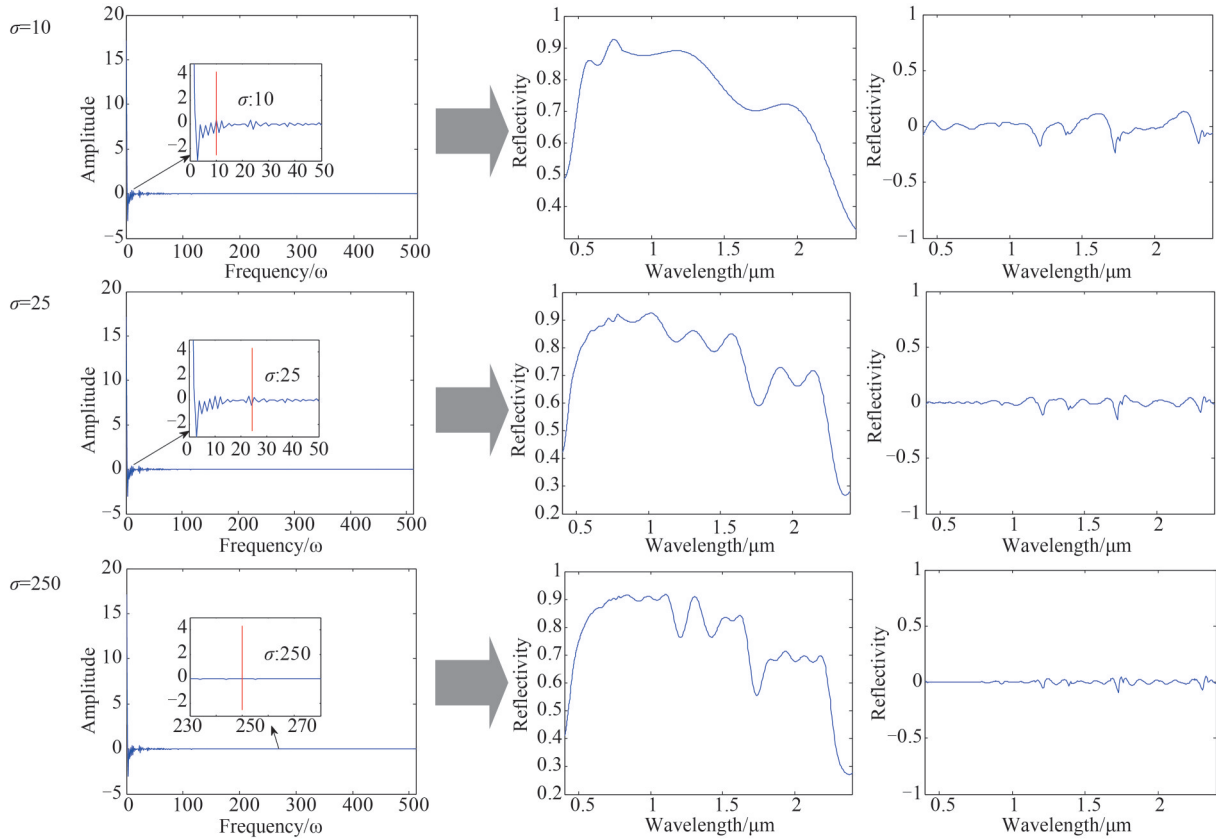 σ=10
20
15
10
5
0
−5
Amplitude
0 100 200 300 400 500
Frequency/ω
4
2
0
−2
0 10 20 30 40 50
σ:10
1
0.9
0.8
0.7
0.6
0.5
0.4
Reflectivity
0.5 1 1.5 2
Wavelength/μm
1
0.5
0
−0.5
−1
Reflectivity
0.5 1 1.5 2
Wavelength/μm
σ=25
20
15
10
5
0
−5
Amplitude
0 100 200 300 400 500
Frequency/ω
4
2
0
−2
0 10 20 30 40 50
σ:25
1
0.9
0.8
0.7
0.6
0.5
0.4
0.3
0.2
Reflectivity
0.5 1 1.5 2
Wavelength/μm
1
0.5
0
−0.5
−1
Reflectivity
0.5 1 1.5 2
Wavelength/μm
σ=250
20
15
10
5
0
−5
Amplitude
0 100 200 300 400 500
Frequency/ω
4
2
0
−2
230 250 270
σ:250
1
0.9
0.8
0.7
0.6
0.5
0.4
0.3
0.2
Reflectivity
0.5 1 1.5 2
Wavelength/μm
1
0.5
0
−0.5
−1
Reflectivity
0.5 1 1.5 2
Wavelength/μm